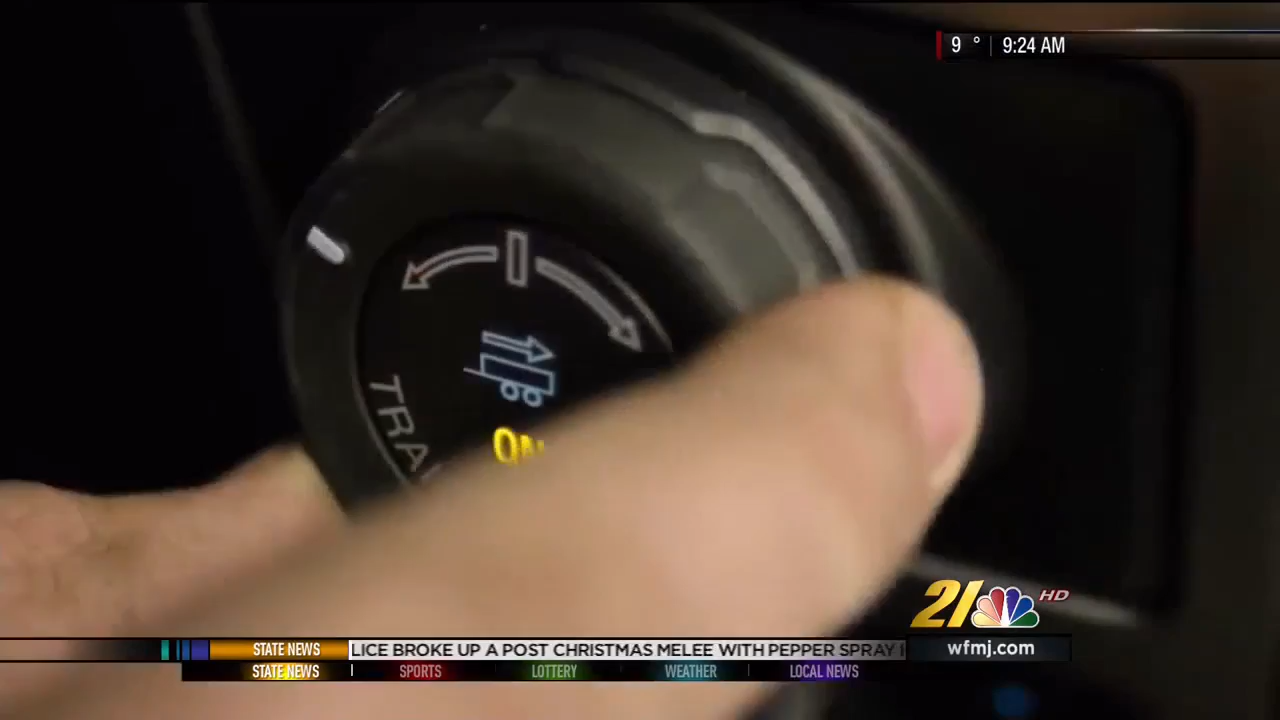 9 ° 9:24 AM
TRA
ON
21 HD
STATE NEWS LICE BROKE UP A POST CHRISTMAS MELEE WITH PEPPER SPRAY
wfmj.com
STATE NEWS SPORTS LOTTERY WEATHER LOCAL NEWS